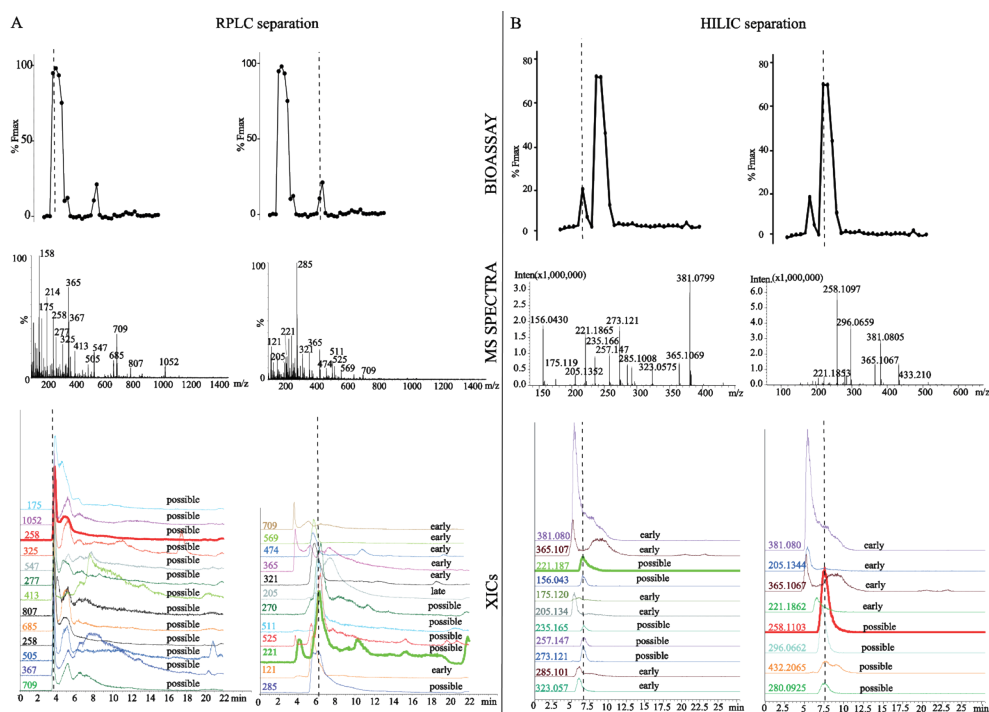 A
RPLC separation
B
HILIC separation
% Fmax
100
50
0
% Fmax
100
50
0
BIOASSAY
% Fmax
80
60
40
20
0
% Fmax
80
60
40
20
0
MS SPECTRA
%
100
158
365
214
175
258
367
277
325
413
547
505
709
685
807
1052
200 400 600 800 1000 1200 1400 m/z
%
100
285
221
121
205
365
321
474
511
525
569
709
200 400 600 800 1000 1200 1400 m/z
Inten(x1,000,000)
3.0
2.5
2.0
1.5
1.0
0.5
0.0
381.0799
156.0430
273.121
221.1865
235.166
257.147
175.119
205.1352
285.1008
323.0575
365.1069
150 200 250 300 350 400 m/z
Inten.(x1,000,000)
6.0
5.0
4.0
3.0
2.0
1.0
0.0
258.1097
296.0659
381.0805
365.1067
221.1853
433.210
100 200 300 400 500 600 m/z
XICs
175 possible
1052 possible
258 possible
325 possible
547 possible
277 possible
413 possible
807 possible
685 possible
258 possible
505 possible
367 possible
709 possible
0 2 4 6 8 10 12 14 16 18 20 22 min
709 early
569 early
474 early
365 early
321 early
205 late
270 possible
511 possible
525 possible
221 possible
121 early
285 possible
0 2 4 6 8 10 12 14 16 18 20 22 min
381.080 early
365.107 early
221.187 possible
156.043 possible
175.120 early
205.134 early
235.165 possible
257.147 possible
273.121 possible
285.101 early
323.057 early
0 2.5 5 7.5 10 12.5 15 17.5 20 22.5 25 min
381.080 early
205.1344 early
365.1067 early
221.1862 early
258.1103 possible
296.0662 possible
432.2065 possible
280.0925 possible
0 2.5 5 7.5 10 12.5 15 17.5 20 22.5 25 min